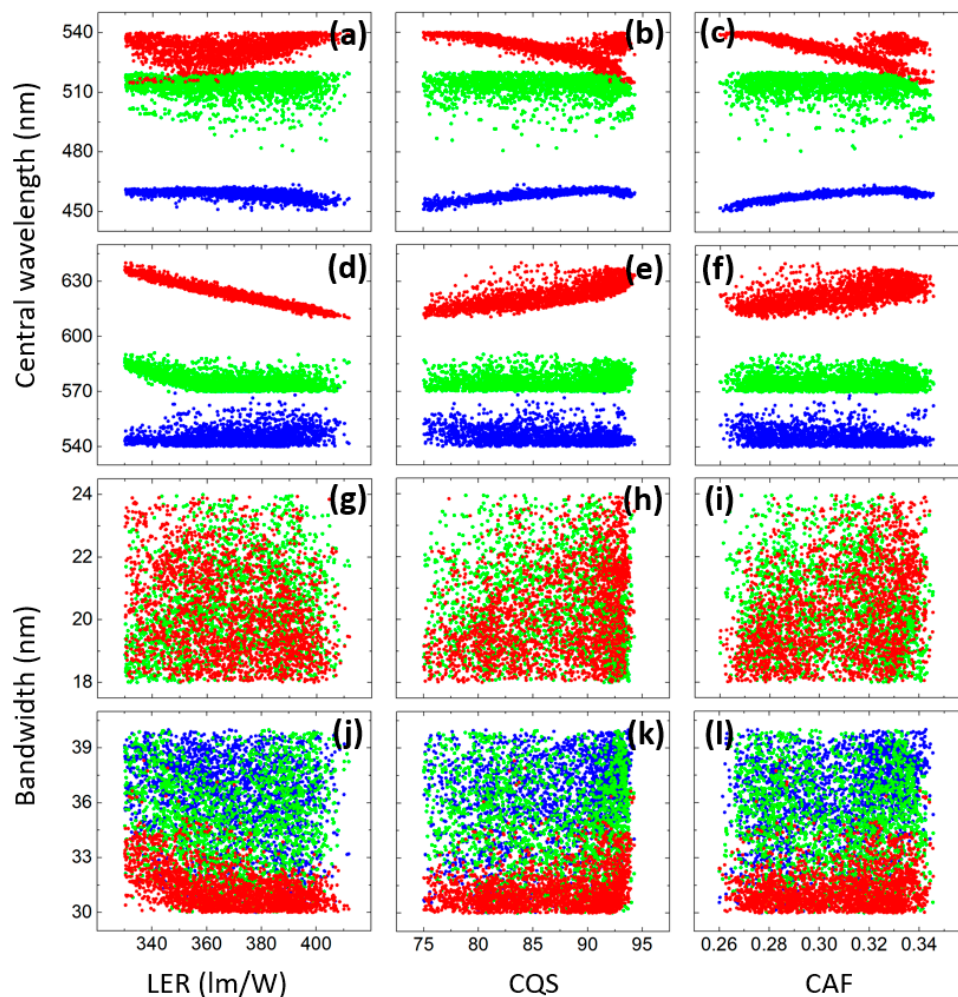 540
(a)
(b)
(c)
510
480
450
Central wavelength (nm)
(d)
(e)
(f)
630
600
570
540
24
(g)
(h)
(i)
22
20
18
Bandwidth (nm)
39
(j)
(k)
(l)
36
33
30
340 360 380 400
75 80 85 90 95
0.26 0.28 0.30 0.32 0.34
LER (lm/W)
CQS
CAF